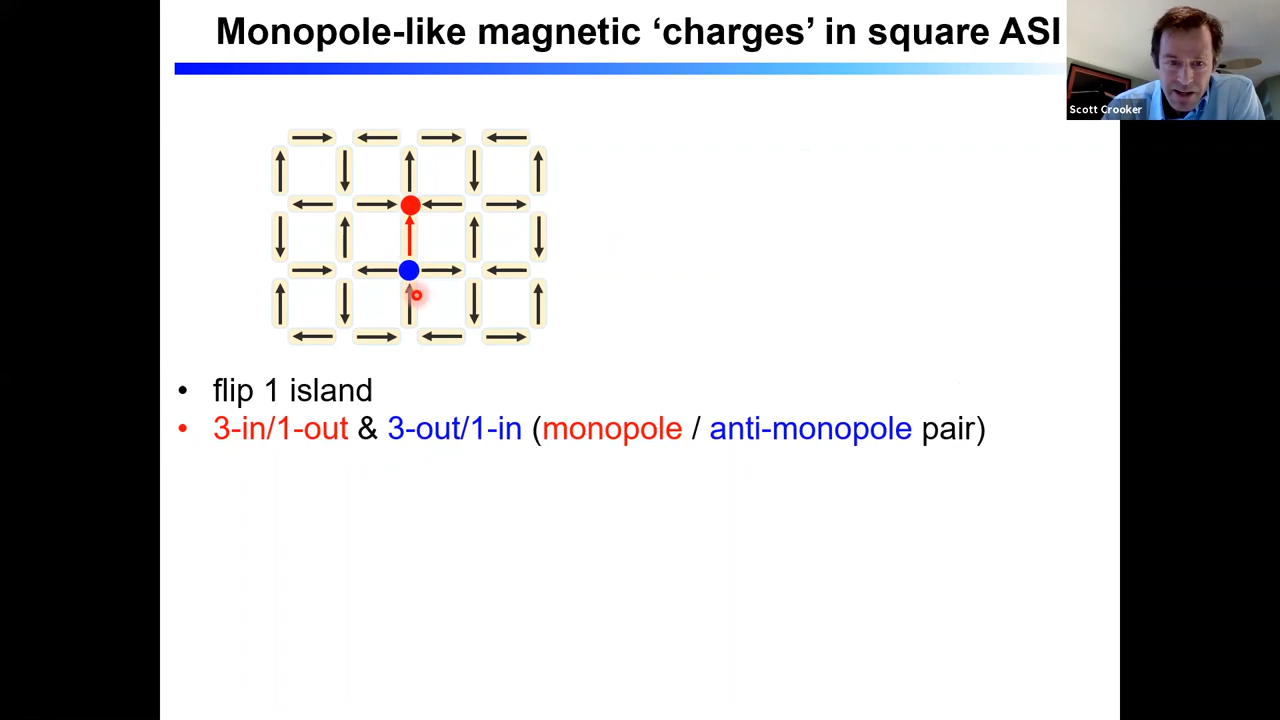 Monopole-like magnetic ‘charges’ in square ASI
Scott Crooker
• flip 1 island
• 3-in/1-out & 3-out/1-in (monopole / anti-monopole pair)